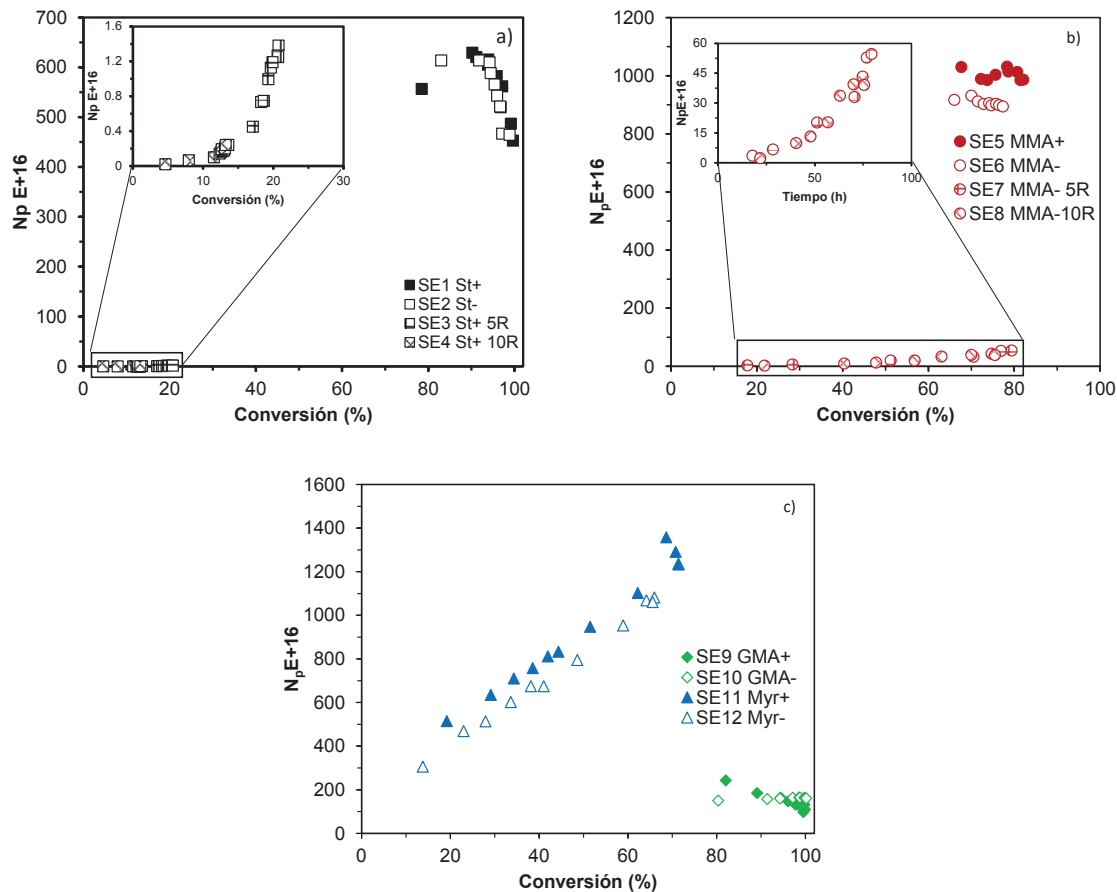 a)
Np E+16
700
600
500
400
300
200
100
0
0 20 40 60 80 100
Conversión (%)
Np E+16
1.6
1.2
0.8
0.4
0
0 10 20 30
Conversión (%)
SE1 St+
SE2 St-
SE3 St+ 5R
SE4 St+ 10R
b)
NpE+16
1200
1000
800
600
400
200
0
0 20 40 60 80 100
Conversión (%)
NpE+16
60
45
30
15
0
0 50 100
Tiempo (h)
SE5 MMA+
SE6 MMA-
SE7 MMA- 5R
SE8 MMA-10R
c)
NpE+16
1600
1400
1200
1000
800
600
400
200
0
0 20 40 60 80 100
Conversión (%)
SE9 GMA+
SE10 GMA-
SE11 Myr+
SE12 Myr-